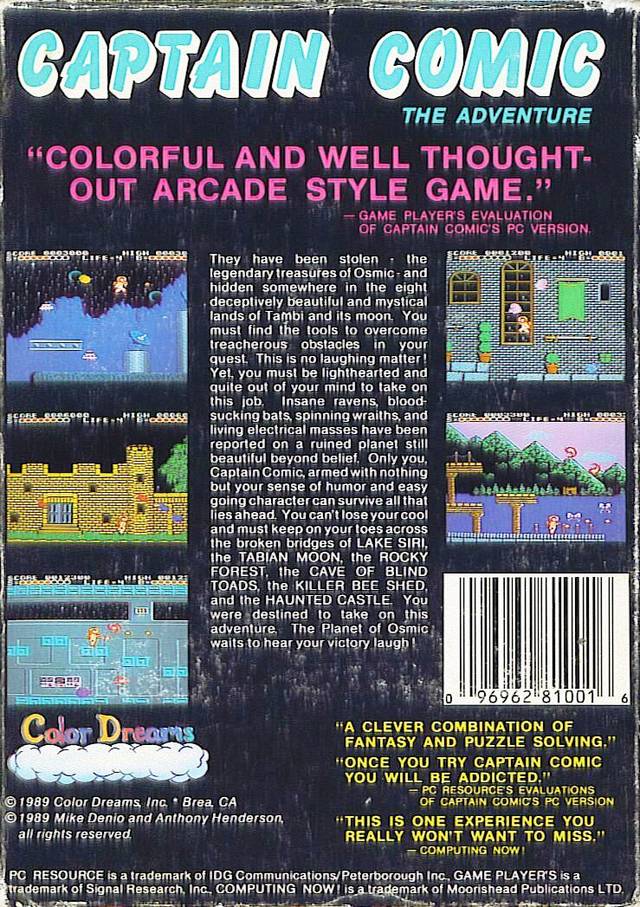 CAPTAIN COMIC
THE ADVENTURE
"COLORFUL AND WELL THOUGHT-
OUT ARCADE STYLE GAME."
— GAME PLAYER'S EVALUATION
OF CAPTAIN COMIC'S PC VERSION.
They have been stolen - the
legendary treasures of Osmic - and
hidden somewhere in the eight
deceptively beautiful and mystical
lands of Tambi and its moon. You
must find the tools to overcome
treacherous obstacles in your
quest. This is no laughing matter!
Yet, you must be lighthearted and
quite out of your mind to take on
this job. Insane ravens, blood-
sucking bats, spinning wraiths, and
living electrical masses have been
reported on a ruined planet still
beautiful beyond belief. Only you,
Captain Comic, armed with nothing
but your sense of humor and easy
going character can survive all that
lies ahead. You can't lose your cool
and must keep on your toes across
the broken bridges of LAKE SIRI,
the TABIAN MOON, the ROCKY
FOREST, the CAVE OF BLIND
TOADS, the KILLER BEE SHED,
and the HAUNTED CASTLE. You
were destined to take on this
adventure. The Planet of Osmic
waits to hear your victory laugh!
0 96962 81001 6
Color Dreams
"A CLEVER COMBINATION OF
FANTASY AND PUZZLE SOLVING."
"ONCE YOU TRY CAPTAIN COMIC
YOU WILL BE ADDICTED."
— PC RESOURCE'S EVALUATIONS
OF CAPTAIN COMIC'S PC VERSION
"THIS IS ONE EXPERIENCE YOU
REALLY WON'T WANT TO MISS."
— COMPUTING NOW!
© 1989 Color Dreams, Inc. * Brea, CA
© 1989 Mike Denio and Anthony Henderson,
all rights reserved.
PC RESOURCE is a trademark of IDG Communications/Peterborough Inc., GAME PLAYER'S is a
trademark of Signal Research, Inc., COMPUTING NOW! is a trademark of Moorishead Publications LTD.